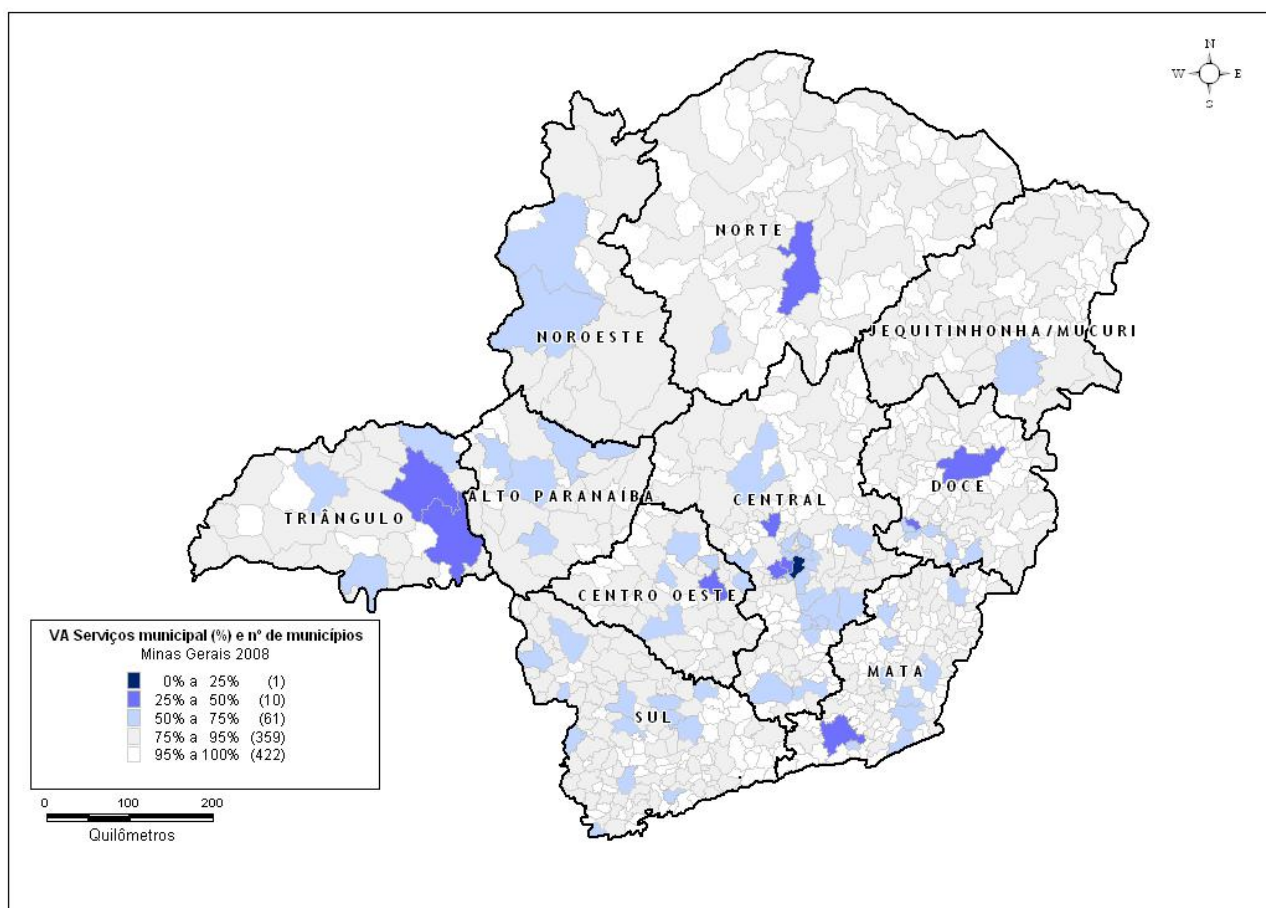 N
W E
S
NORTE
JEQUITINHONHA/MUCURI
NOROESTE
ALTO PARANAÍBA
CENTRAL
DOCE
TRIÂNGULO
CENTRO OESTE
MATA
SUL
VA Serviços municipal (%) e nº de municípios
Minas Gerais 2008
0% a 25% (1)
25% a 50% (10)
50% a 75% (61)
75% a 95% (359)
95% a 100% (422)
0 100 200
Quilômetros